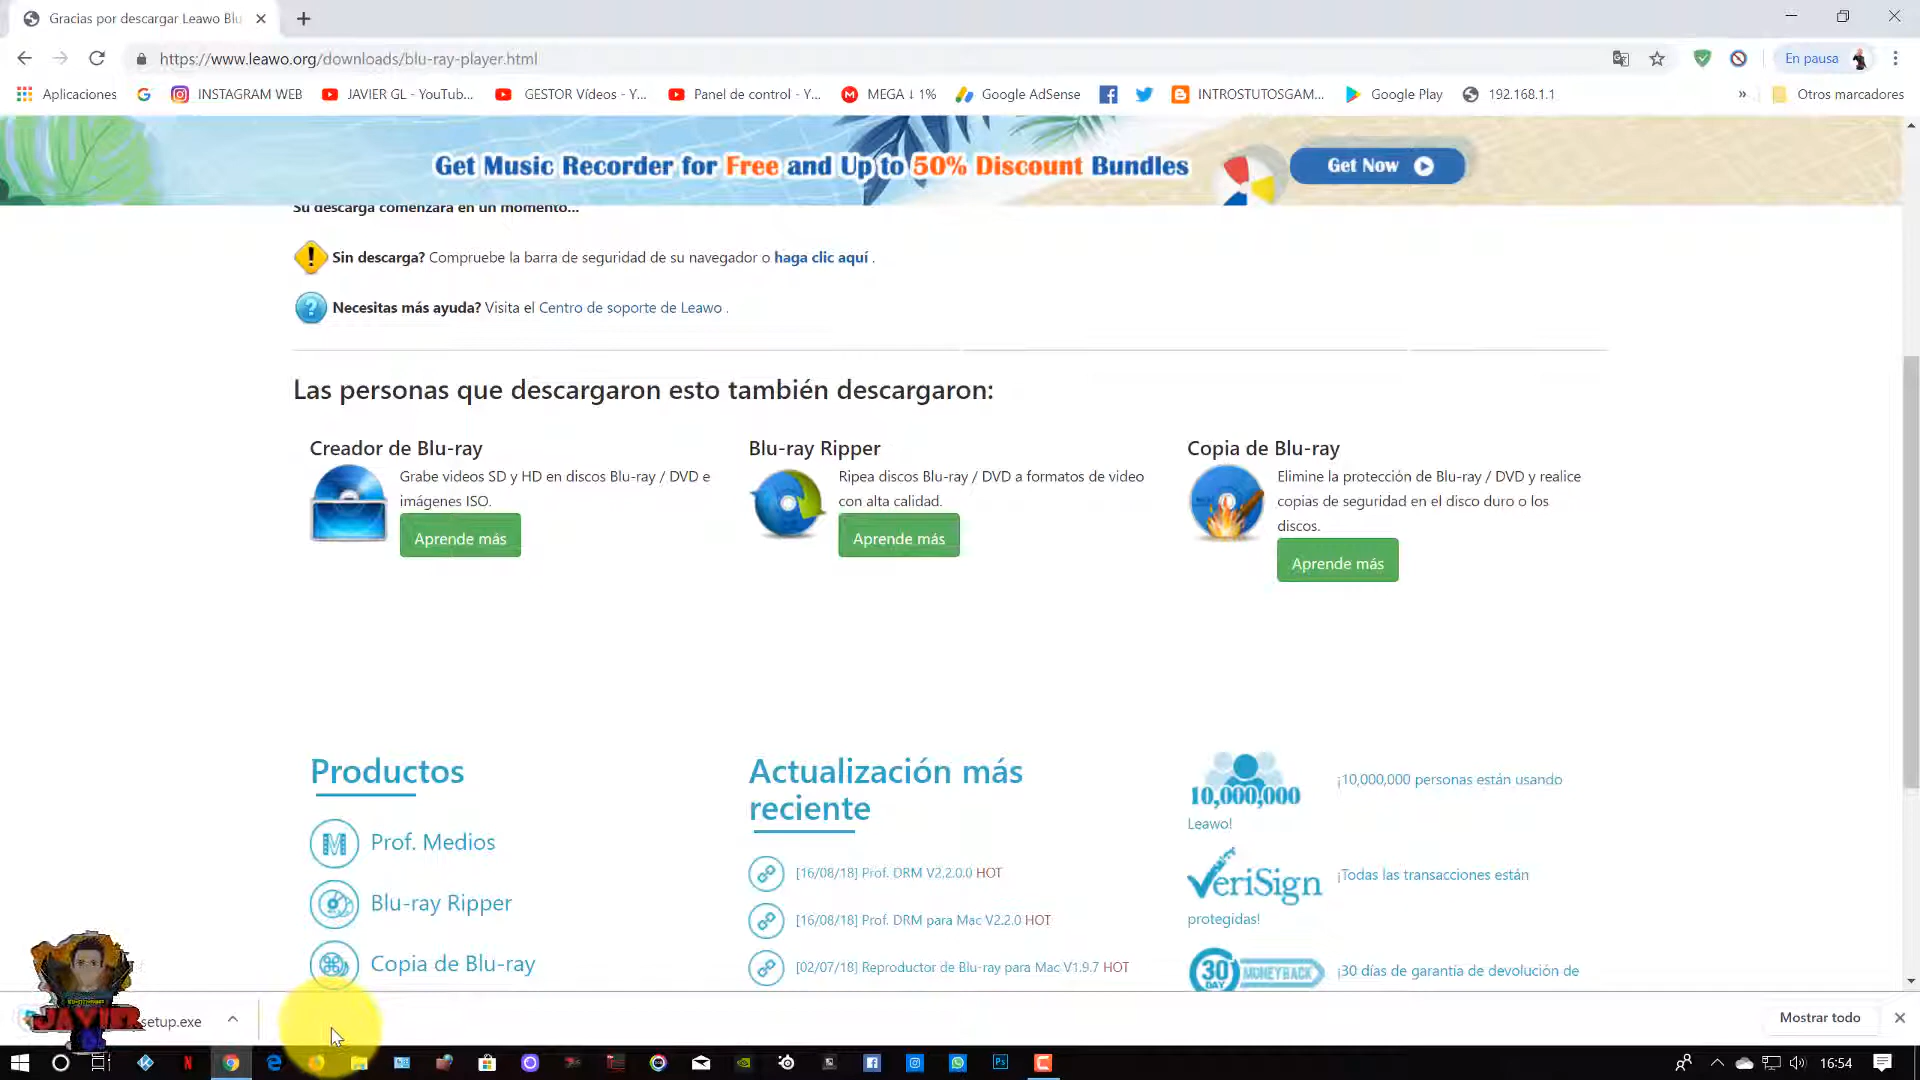 Gracias por descargar Leawo Blu
https://www.leawo.org/downloads/blu-ray-player.html
En pausa
Aplicaciones
INSTAGRAM WEB
JAVIER GL - YouTub...
GESTOR Vídeos - Y...
Panel de control - Y...
MEGA ↓ 1%
Google AdSense
INTROSTUTOSGAM...
Google Play
192.168.1.1
»
Otros marcadores
Get Music Recorder for Free and Up to 50% Discount Bundles
Get Now
Su descarga comenzará en un momento...
Sin descarga? Compruebe la barra de seguridad de su navegador o haga clic aquí .
Necesitas más ayuda? Visita el Centro de soporte de Leawo .
Las personas que descargaron esto también descargaron:
Creador de Blu-ray
Grabe videos SD y HD en discos Blu-ray / DVD e
imágenes ISO.
Aprende más
Blu-ray Ripper
Ripea discos Blu-ray / DVD a formatos de video
con alta calidad.
Aprende más
Copia de Blu-ray
Elimine la protección de Blu-ray / DVD y realice
copias de seguridad en el disco duro o los
discos.
Aprende más
Productos
Prof. Medios
Blu-ray Ripper
Copia de Blu-ray
Actualización más
reciente
[16/08/18] Prof. DRM V2.2.0.0 HOT
[16/08/18] Prof. DRM para Mac V2.2.0 HOT
[02/07/18] Reproductor de Blu-ray para Mac V1.9.7 HOT
10,000,000
¡10,000,000 personas están usando
Leawo!
VeriSign
¡Todas las transacciones están
protegidas!
30 DAY MONEYBACK
¡30 días de garantía de devolución de
JAVIER
setup.exe
Mostrar todo
16:54